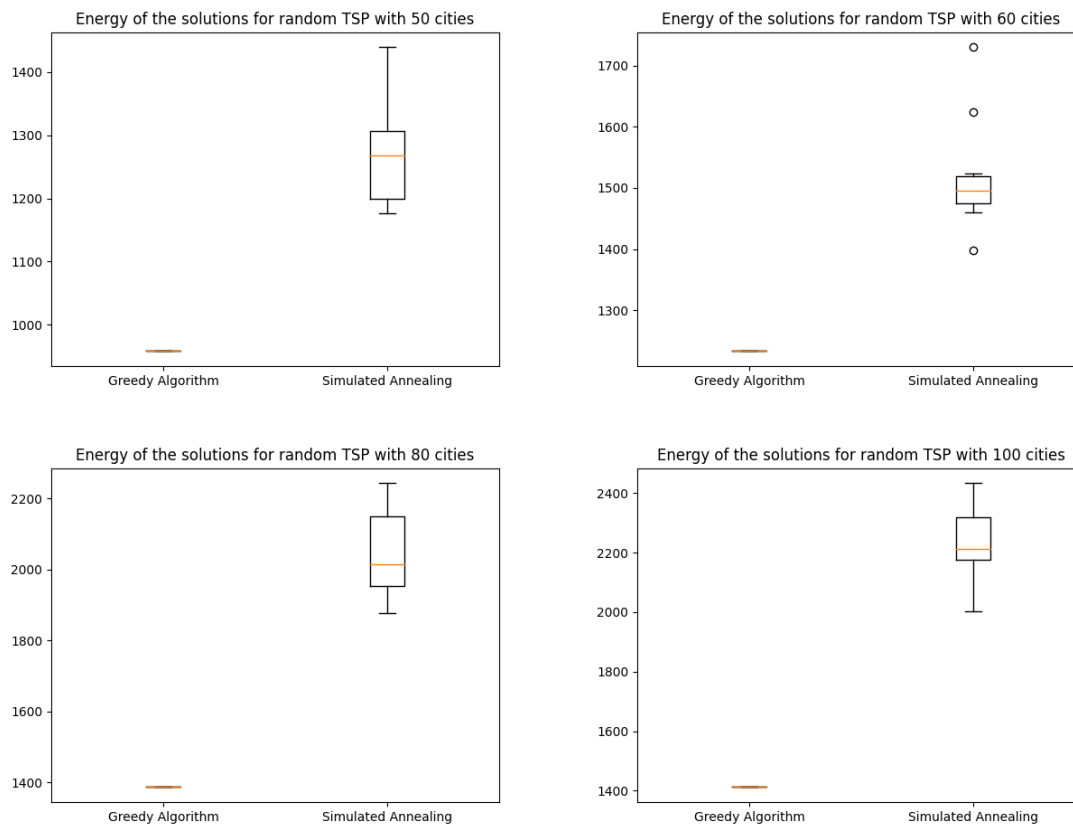 Energy of the solutions for random TSP with 50 cities
1400
1300
1200
1100
1000
Greedy Algorithm
Simulated Annealing
Energy of the solutions for random TSP with 60 cities
1700
1600
1500
1400
1300
Greedy Algorithm
Simulated Annealing
Energy of the solutions for random TSP with 80 cities
2200
2000
1800
1600
1400
Greedy Algorithm
Simulated Annealing
Energy of the solutions for random TSP with 100 cities
2400
2200
2000
1800
1600
1400
Greedy Algorithm
Simulated Annealing